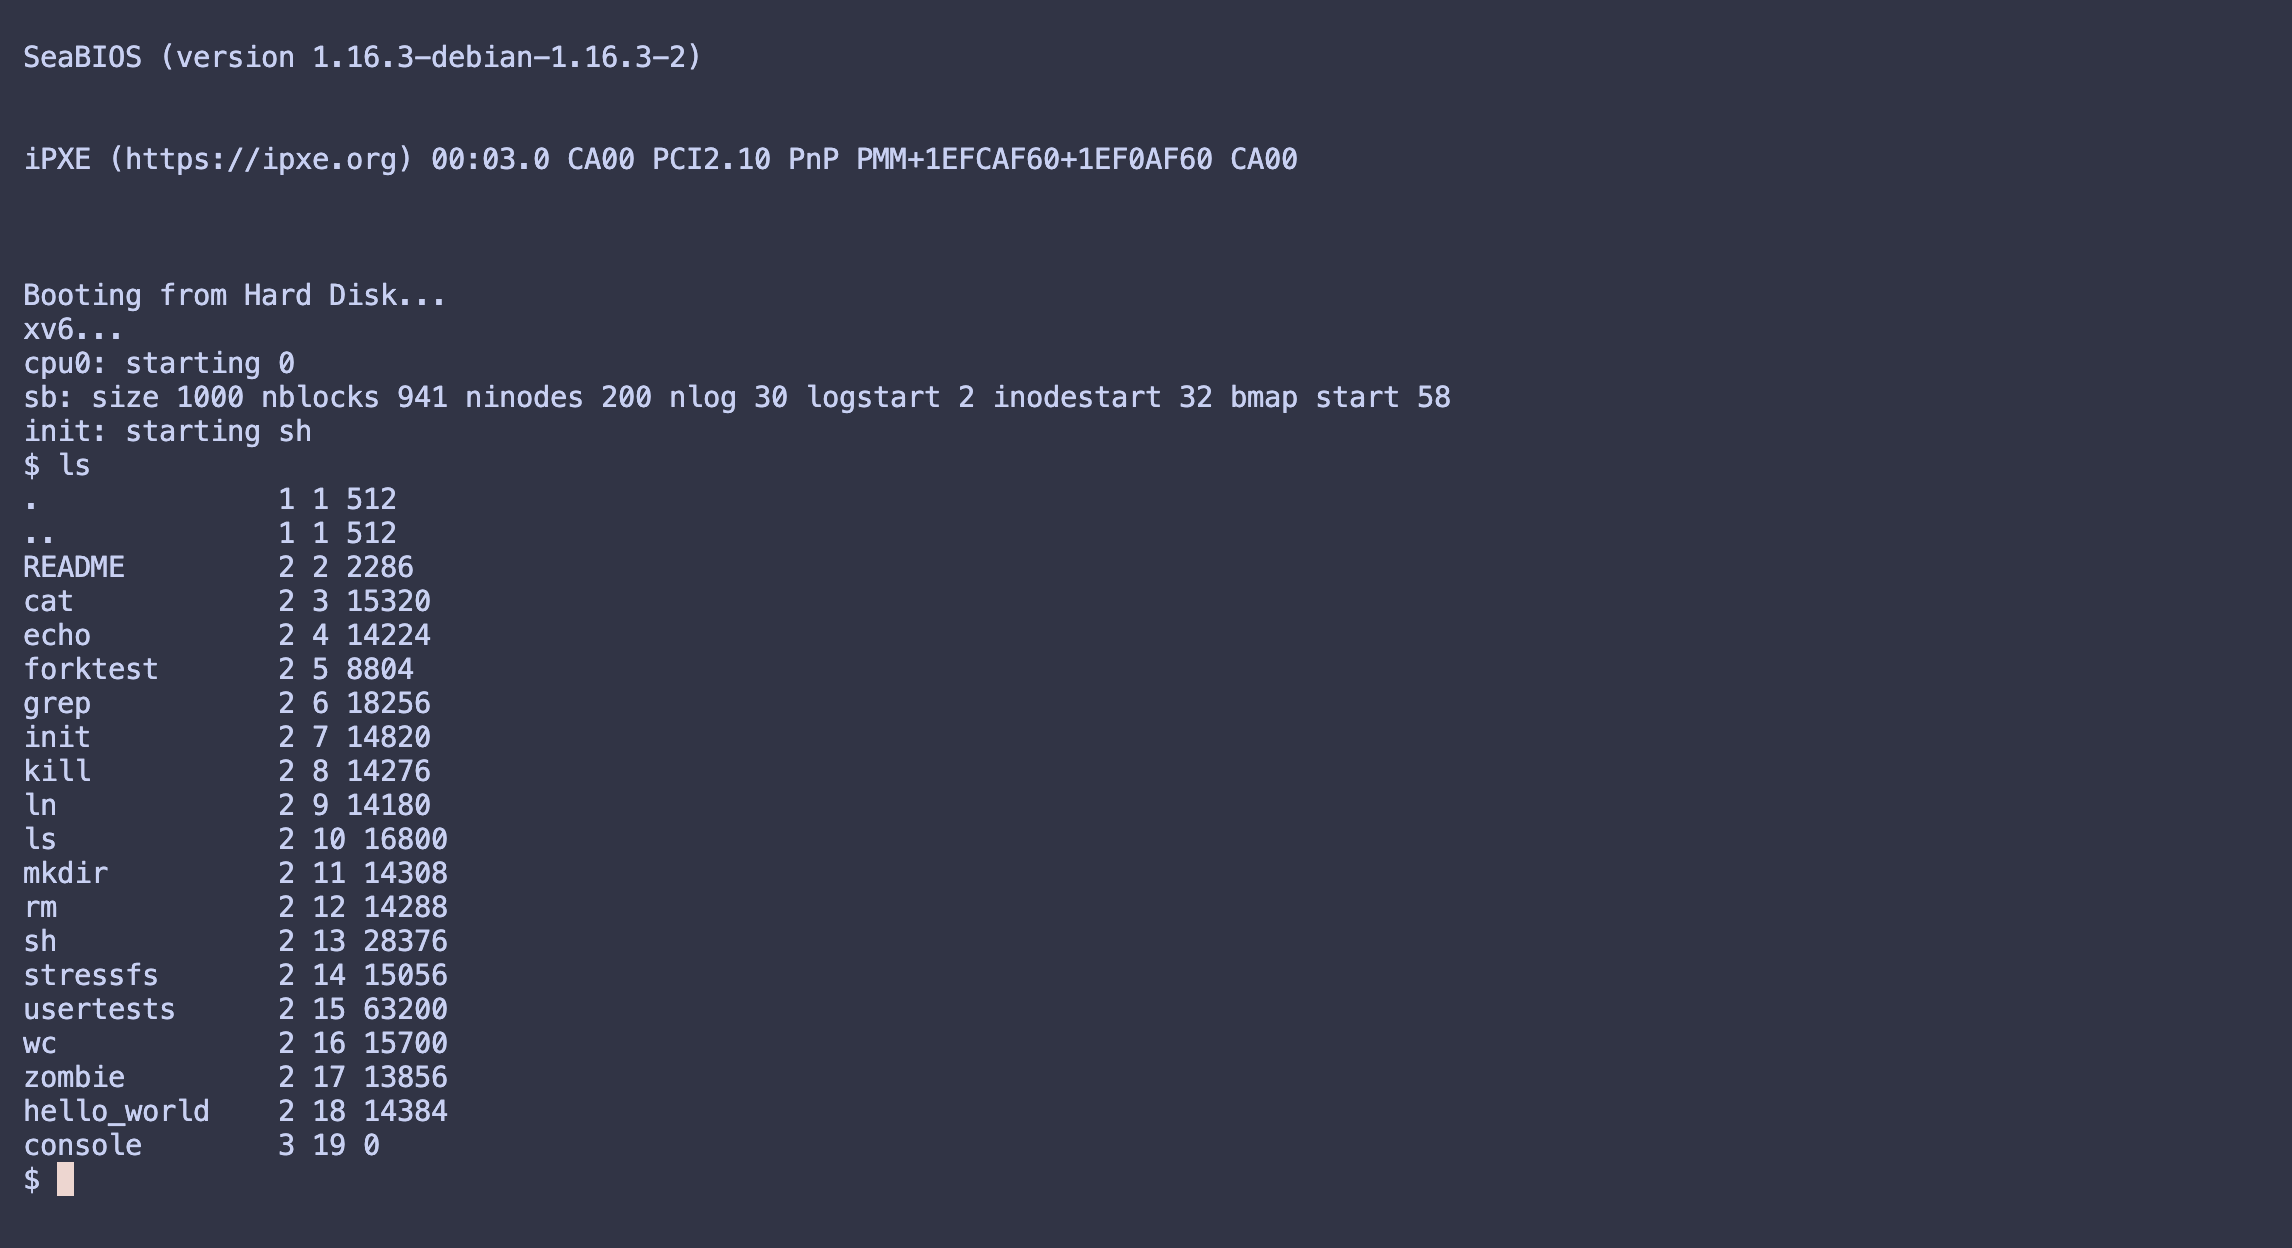 SeaBIOS (version 1.16.3-debian-1.16.3-2)
iPXE (https://ipxe.org) 00:03.0 CA00 PCI2.10 PnP PMM+1EFCAF60+1EF0AF60 CA00
Booting from Hard Disk...
xv6...
cpu0: starting 0
sb: size 1000 nblocks 941 ninodes 200 nlog 30 logstart 2 inodestart 32 bmap start 58
init: starting sh
$ ls
.              1 1 512
..             1 1 512
README         2 2 2286
cat            2 3 15320
echo           2 4 14224
forktest       2 5 8804
grep           2 6 18256
init           2 7 14820
kill           2 8 14276
ln             2 9 14180
ls             2 10 16800
mkdir          2 11 14308
rm             2 12 14288
sh             2 13 28376
stressfs       2 14 15056
usertests      2 15 63200
wc             2 16 15700
zombie         2 17 13856
hello_world    2 18 14384
console        3 19 0
$